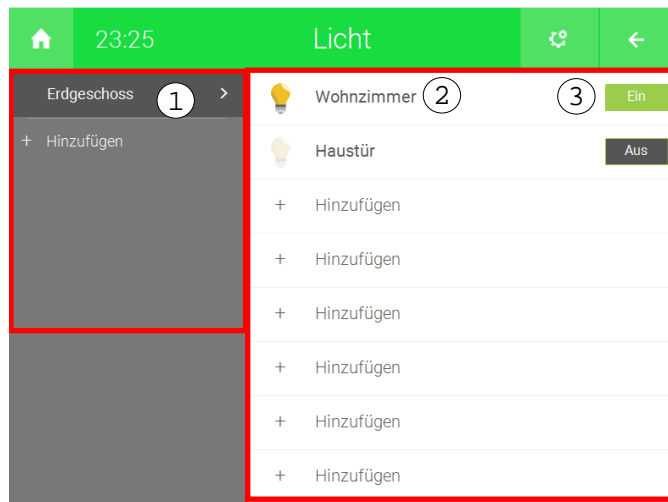 23:25 Licht
Erdgeschoss 1 >
+ Hinzufügen
Wohnzimmer 2 3 Ein
Haustür Aus
+ Hinzufügen
+ Hinzufügen
+ Hinzufügen
+ Hinzufügen
+ Hinzufügen
+ Hinzufügen